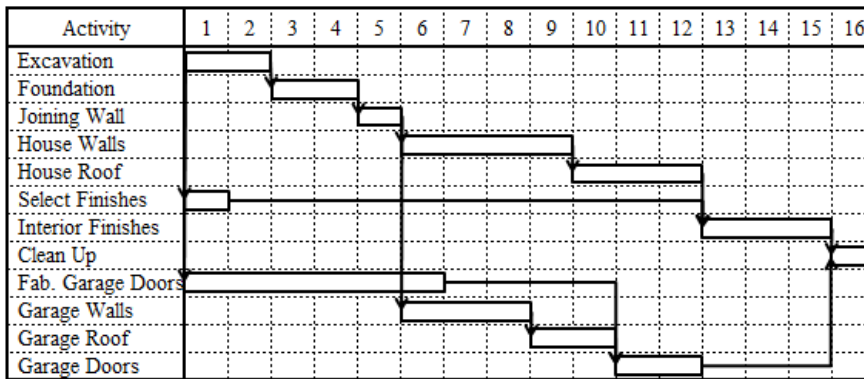 Activity 1 2 3 4 5 6 7 8 9 10 11 12 13 14 15 16
Excavation
Foundation
Joining Wall
House Walls
House Roof
Select Finishes
Interior Finishes
Clean Up
Fab. Garage Doors
Garage Walls
Garage Roof
Garage Doors